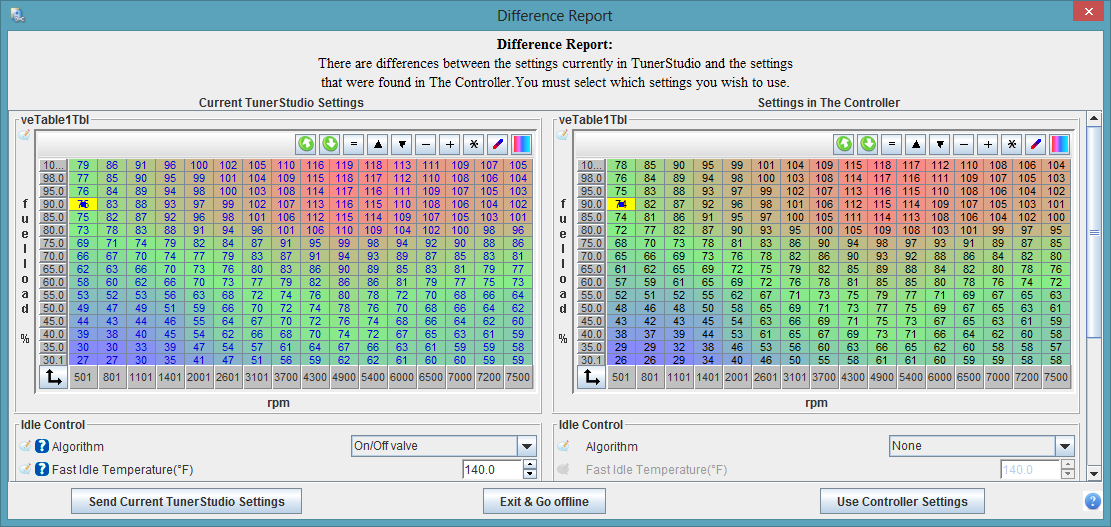 Difference Report
Difference Report:
There are differences between the settings currently in TunerStudio and the settings
that were found in The Controller.You must select which settings you wish to use.
Current TunerStudio Settings
veTable1Tbl
= - + *
fueload %
10... 79 86 91 96 100 102 105 110 116 119 118 113 111 109 107 105
98.0 77 85 90 95 99 101 104 109 115 118 117 112 110 108 106 104
95.0 76 84 89 94 98 100 103 108 114 117 116 111 109 107 105 103
90.0 83 88 93 97 99 102 107 113 116 115 110 108 106 104 102
85.0 75 82 87 92 96 98 101 106 112 115 114 109 107 105 103 101
80.0 73 78 83 88 91 94 96 101 106 110 109 104 102 100 98 96
75.0 69 71 74 79 82 84 87 91 95 99 98 94 92 90 88 86
70.0 66 67 70 74 77 79 83 87 91 94 93 89 87 85 83 81
65.0 62 63 66 70 73 76 80 83 86 90 89 85 83 81 79 77
60.0 58 60 62 66 70 73 77 79 82 86 86 81 79 77 75 73
55.0 53 52 53 56 63 68 72 74 76 80 78 72 70 68 66 64
50.0 49 47 49 51 59 66 70 72 74 78 76 70 68 66 64 62
45.0 44 43 44 46 55 64 67 70 72 76 74 68 66 64 62 60
40.0 39 38 40 45 54 62 66 68 70 74 72 67 65 63 61 59
35.0 30 30 33 39 47 54 57 61 64 67 66 63 61 60 59 59
30.1 27 27 30 35 41 47 51 56 59 62 62 61 60 60 59 59
501 801 1101 1401 2001 2601 3101 3700 4300 4900 5400 6000 6500 7000 7200 7500
rpm
Idle Control
Algorithm On/Off valve
Fast Idle Temperature(°F) 140.0
Settings in The Controller
veTable1Tbl
= - + *
fueload %
10... 78 85 90 95 99 101 104 109 115 118 117 112 110 108 106 104
98.0 76 84 89 94 98 100 103 108 114 117 116 111 109 107 105 103
95.0 75 83 88 93 97 99 102 107 113 116 115 110 108 106 104 102
90.0 82 87 92 96 98 101 106 112 115 114 109 107 105 103 101
85.0 74 81 86 91 95 97 100 105 111 114 113 108 106 104 102 100
80.0 72 77 82 87 90 93 95 100 105 109 108 103 101 99 97 95
75.0 68 70 73 78 81 83 86 90 94 98 97 93 91 89 87 85
70.0 65 66 69 73 76 78 82 86 90 93 92 88 86 84 82 80
65.0 61 62 65 69 72 75 79 82 85 89 88 84 82 80 78 76
60.0 57 59 61 65 69 72 76 78 81 85 85 80 78 76 74 72
55.0 52 51 52 55 62 67 71 73 75 79 77 71 69 67 65 63
50.0 48 46 48 50 58 65 69 71 73 77 75 69 67 65 63 61
45.0 43 42 43 45 54 63 66 69 71 75 73 67 65 63 61 59
40.0 38 37 39 44 53 61 65 67 69 73 71 66 64 62 60 58
35.0 29 29 32 38 46 53 56 60 63 66 65 62 60 58 58
30.1 26 26 29 34 40 46 50 55 58 61 61 60 59 59 58 58
501 801 1101 1401 2001 2601 3101 3700 4300 4900 5400 6000 6500 7000 7200 7500
rpm
Idle Control
Algorithm None
Fast Idle Temperature(°F) 140.0
Send Current TunerStudio Settings
Exit & Go offline
Use Controller Settings